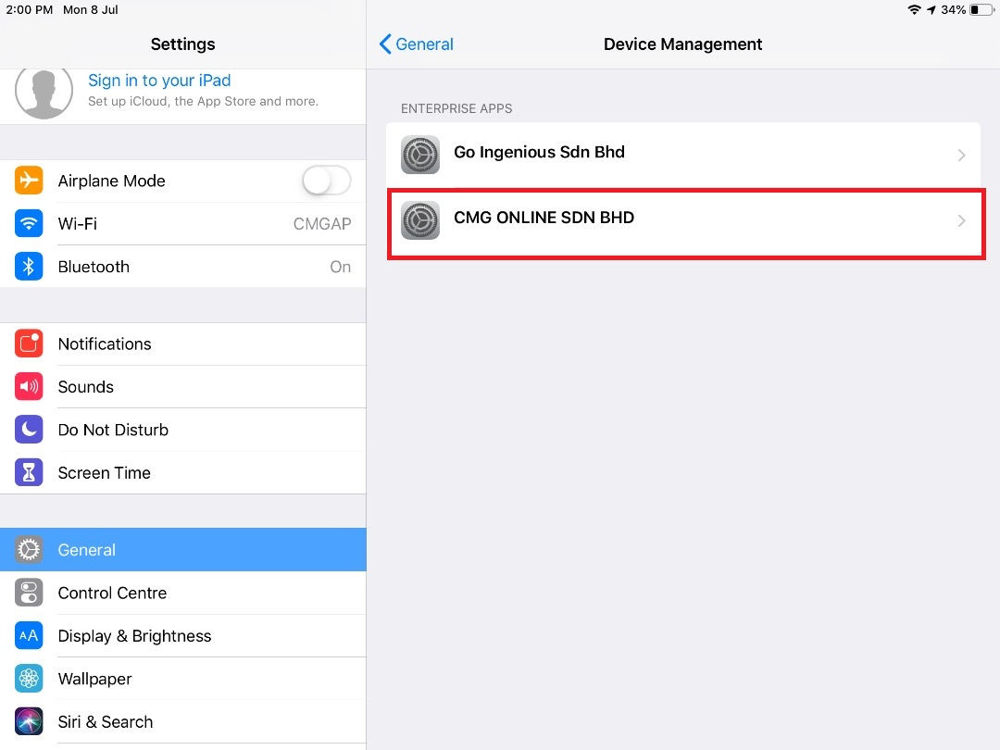 2:00 PM Mon 8 Jul
34%
Settings
Sign in to your iPad
Set up iCloud, the App Store and more.
Airplane Mode
Wi-Fi CMGAP
Bluetooth On
Notifications
Sounds
Do Not Disturb
Screen Time
General
Control Centre
AA Display & Brightness
Wallpaper
Siri & Search
General
Device Management
ENTERPRISE APPS
Go Ingenious Sdn Bhd
CMG ONLINE SDN BHD